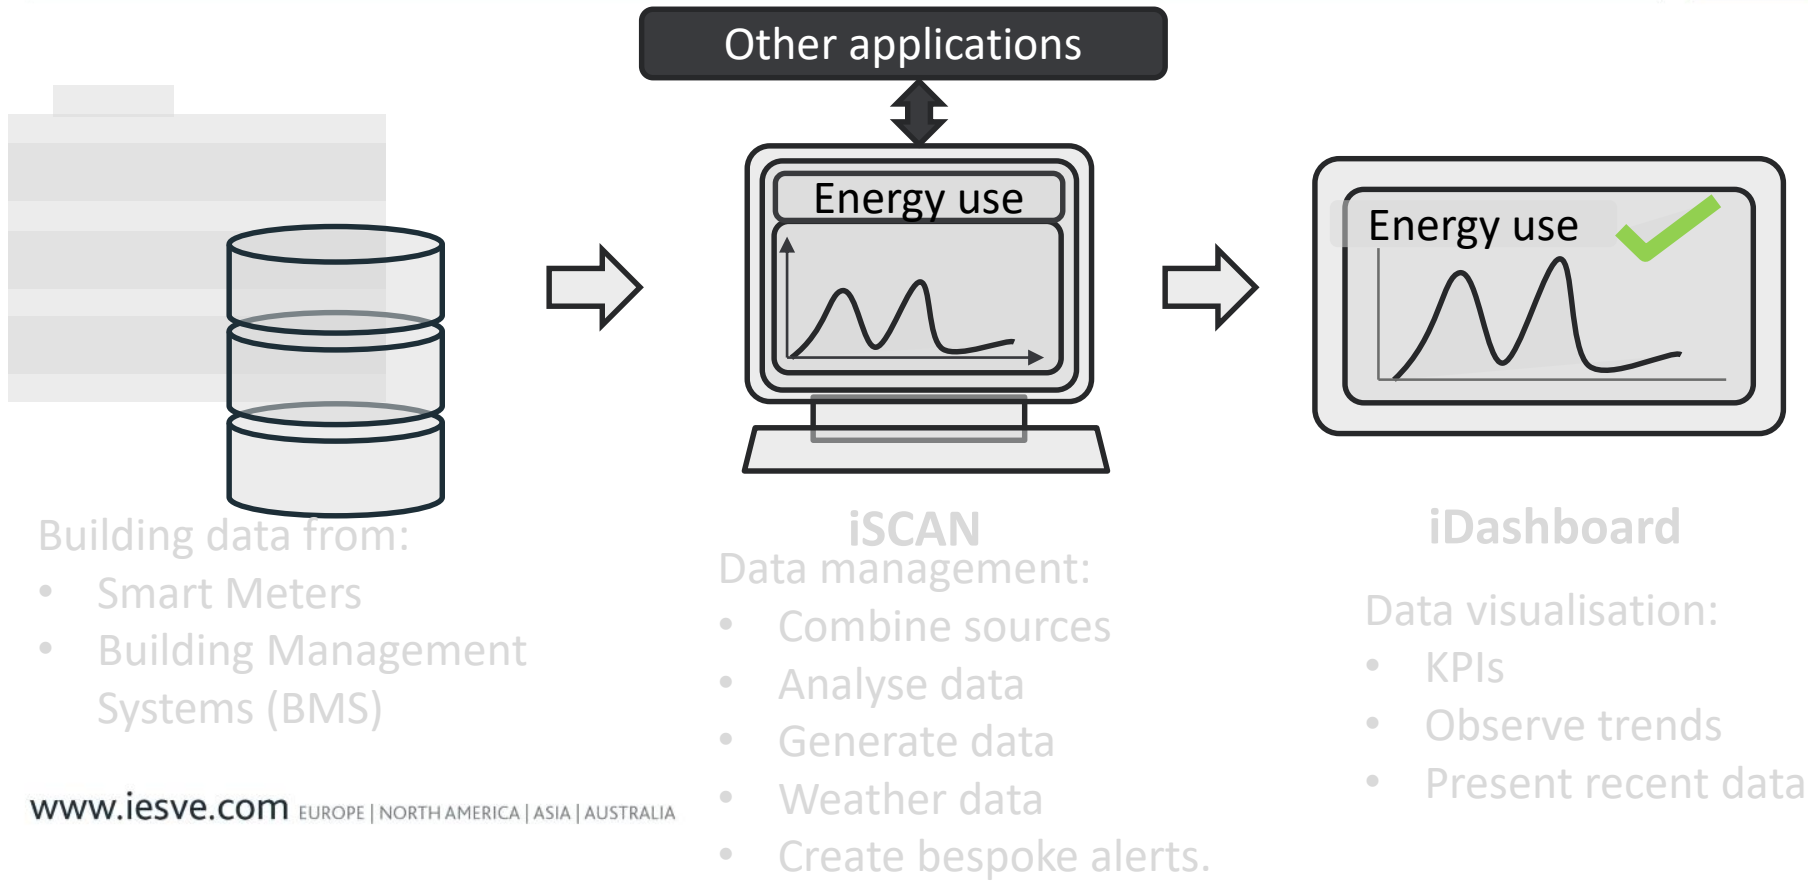 Other applications
Energy use
Energy use
Building data from:
• Smart Meters
• Building Management
Systems (BMS)
iSCAN
Data management:
• Combine sources
• Analyse data
• Generate data
• Weather data
• Create bespoke alerts.
iDashboard
Data visualisation:
• KPIs
• Observe trends
• Present recent data
www.iesve.com EUROPE | NORTH AMERICA | ASIA | AUSTRALIA